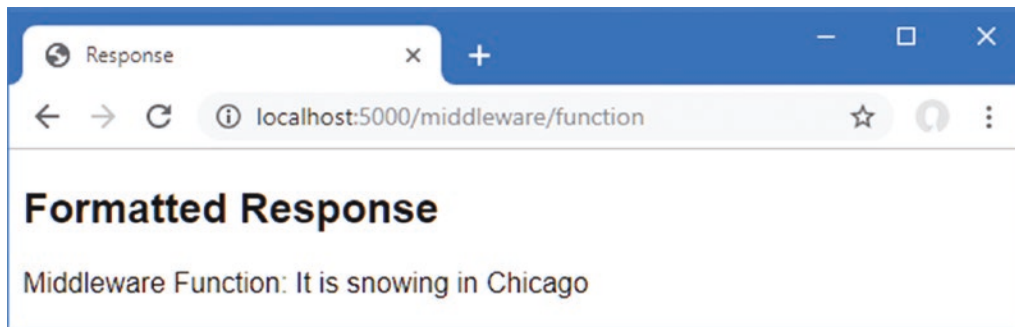 Response
localhost:5000/middleware/function
Formatted Response
Middleware Function: It is snowing in Chicago